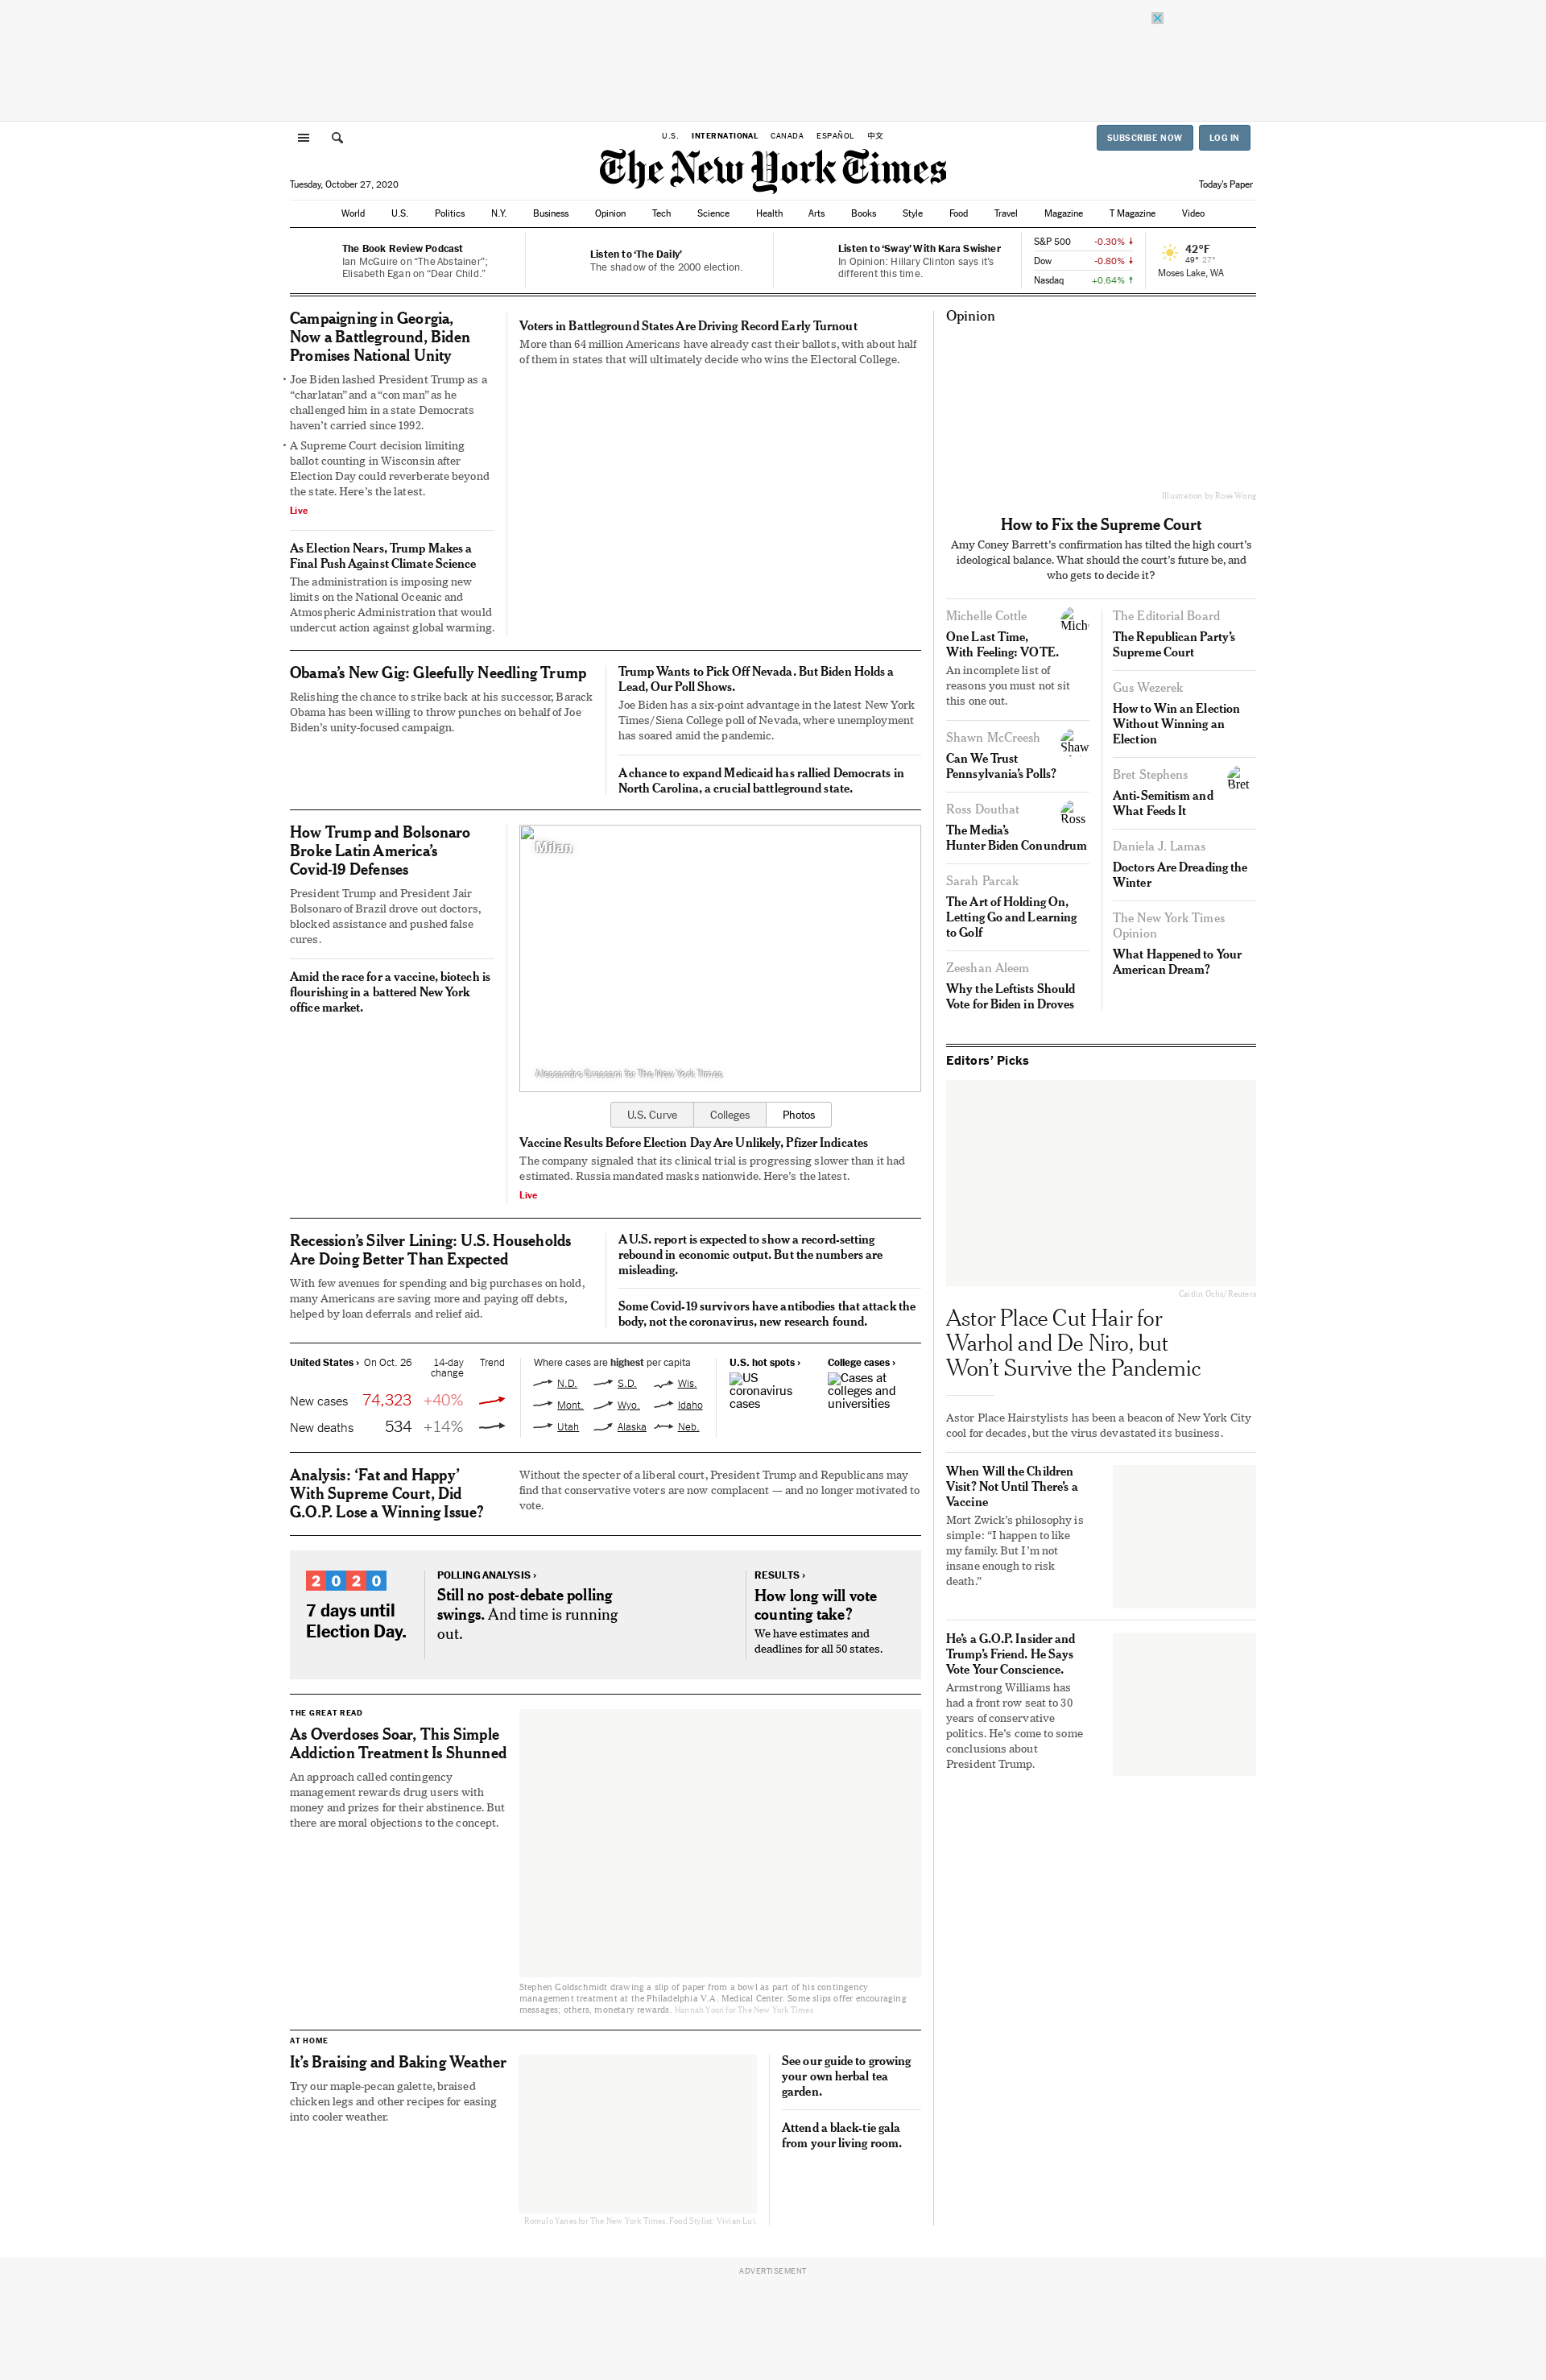 U.S. INTERNATIONAL CANADA ESPAÑOL 中文
SUBSCRIBE NOW LOG IN
The New York Times
Tuesday, October 27, 2020
Today's Paper
World U.S. Politics N.Y. Business Opinion Tech Science Health Arts Books Style Food Travel Magazine T Magazine Video
The Book Review Podcast
Ian McGuire on “The Abstainer”;
Elisabeth Egan on “Dear Child.”
Listen to ‘The Daily’
The shadow of the 2000 election.
Listen to ‘Sway’ With Kara Swisher
In Opinion: Hillary Clinton says it’s
different this time.
S&P 500 -0.30%
Dow -0.80%
Nasdaq +0.64%
42°F
49° 27°
Moses Lake, WA
Campaigning in Georgia,
Now a Battleground, Biden
Promises National Unity
• Joe Biden lashed President Trump as a
“charlatan” and a “con man” as he
challenged him in a state Democrats
haven’t carried since 1992.
• A Supreme Court decision limiting
ballot counting in Wisconsin after
Election Day could reverberate beyond
the state. Here’s the latest.
Live
As Election Nears, Trump Makes a
Final Push Against Climate Science
The administration is imposing new
limits on the National Oceanic and
Atmospheric Administration that would
undercut action against global warming.
Voters in Battleground States Are Driving Record Early Turnout
More than 64 million Americans have already cast their ballots, with about half
of them in states that will ultimately decide who wins the Electoral College.
Obama’s New Gig: Gleefully Needling Trump
Relishing the chance to strike back at his successor, Barack
Obama has been willing to throw punches on behalf of Joe
Biden’s unity-focused campaign.
Trump Wants to Pick Off Nevada. But Biden Holds a
Lead, Our Poll Shows.
Joe Biden has a six-point advantage in the latest New York
Times/Siena College poll of Nevada, where unemployment
has soared amid the pandemic.
A chance to expand Medicaid has rallied Democrats in
North Carolina, a crucial battleground state.
How Trump and Bolsonaro
Broke Latin America’s
Covid-19 Defenses
President Trump and President Jair
Bolsonaro of Brazil drove out doctors,
blocked assistance and pushed false
cures.
Amid the race for a vaccine, biotech is
flourishing in a battered New York
office market.
Milan
Alessandro Grassani for The New York Times
U.S. Curve Colleges Photos
Vaccine Results Before Election Day Are Unlikely, Pfizer Indicates
The company signaled that its clinical trial is progressing slower than it had
estimated. Russia mandated masks nationwide. Here’s the latest.
Live
Recession’s Silver Lining: U.S. Households
Are Doing Better Than Expected
With few avenues for spending and big purchases on hold,
many Americans are saving more and paying off debts,
helped by loan deferrals and relief aid.
A U.S. report is expected to show a record-setting
rebound in economic output. But the numbers are
misleading.
Some Covid-19 survivors have antibodies that attack the
body, not the coronavirus, new research found.
United States › On Oct. 26 14-day
change Trend
New cases 74,323 +40%
New deaths 534 +14%
Where cases are highest per capita
N.D. S.D. Wis.
Mont. Wyo. Idaho
Utah Alaska Neb.
U.S. hot spots ›
US
coronavirus
cases
College cases ›
Cases at
colleges and
universities
Analysis: ‘Fat and Happy’
With Supreme Court, Did
G.O.P. Lose a Winning Issue?
Without the specter of a liberal court, President Trump and Republicans may
find that conservative voters are now complacent — and no longer motivated to
vote.
2020
7 days until
Election Day.
POLLING ANALYSIS ›
Still no post-debate polling
swings. And time is running
out.
RESULTS ›
How long will vote
counting take?
We have estimates and
deadlines for all 50 states.
THE GREAT READ
As Overdoses Soar, This Simple
Addiction Treatment Is Shunned
An approach called contingency
management rewards drug users with
money and prizes for their abstinence. But
there are moral objections to the concept.
Stephen Goldschmidt drawing a slip of paper from a bowl as part of his contingency
management treatment at the Philadelphia V.A. Medical Center. Some slips offer encouraging
messages; others, monetary rewards. Hannah Yoon for The New York Times
AT HOME
It’s Braising and Baking Weather
Try our maple-pecan galette, braised
chicken legs and other recipes for easing
into cooler weather.
Romulo Yanes for The New York Times. Food Stylist: Vivian Lui.
See our guide to growing
your own herbal tea
garden.
Attend a black-tie gala
from your living room.
Opinion
Illustration by Rose Wong
How to Fix the Supreme Court
Amy Coney Barrett’s confirmation has tilted the high court’s
ideological balance. What should the court’s future be, and
who gets to decide it?
Michelle Cottle
Mich
One Last Time,
With Feeling: VOTE.
An incomplete list of
reasons you must not sit
this one out.
Shawn McCreesh
Shaw
Can We Trust
Pennsylvania’s Polls?
Ross Douthat
Ross
The Media’s
Hunter Biden Conundrum
Sarah Parcak
The Art of Holding On,
Letting Go and Learning
to Golf
Zeeshan Aleem
Why the Leftists Should
Vote for Biden in Droves
The Editorial Board
The Republican Party’s
Supreme Court
Gus Wezerek
How to Win an Election
Without Winning an
Election
Bret Stephens
Bret
Anti-Semitism and
What Feeds It
Daniela J. Lamas
Doctors Are Dreading the
Winter
The New York Times
Opinion
What Happened to Your
American Dream?
Editors’ Picks
Caitlin Ochs/Reuters
Astor Place Cut Hair for
Warhol and De Niro, but
Won’t Survive the Pandemic
Astor Place Hairstylists has been a beacon of New York City
cool for decades, but the virus devastated its business.
When Will the Children
Visit? Not Until There’s a
Vaccine
Mort Zwick’s philosophy is
simple: “I happen to like
my family. But I’m not
insane enough to risk
death.”
He’s a G.O.P. Insider and
Trump’s Friend. He Says
Vote Your Conscience.
Armstrong Williams has
had a front row seat to 30
years of conservative
politics. He’s come to some
conclusions about
President Trump.
ADVERTISEMENT